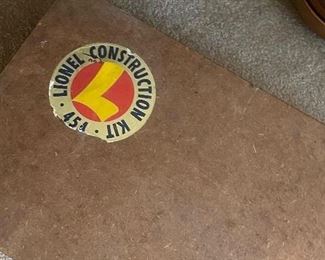 LIONEL CONSTRUCTION KIT
· 454 ·